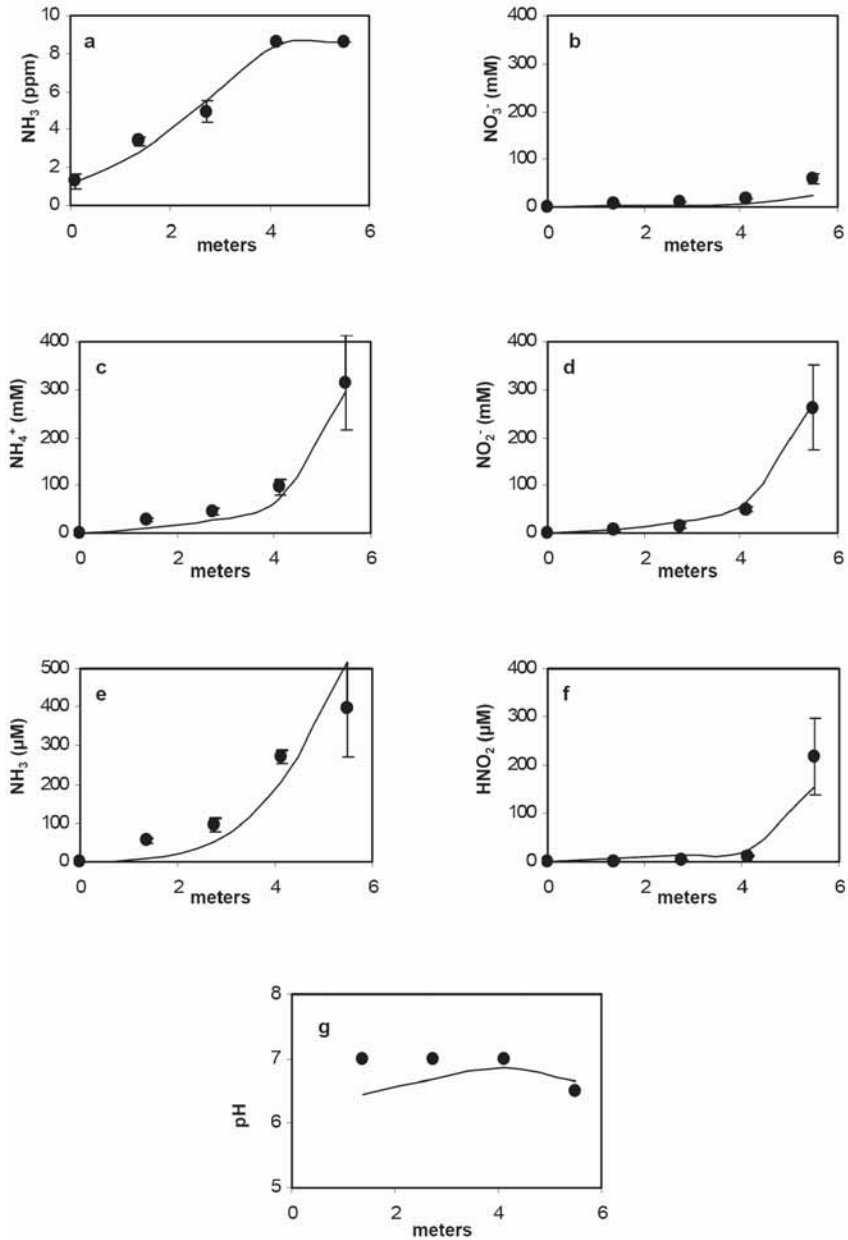 a
NH₃ (ppm)
10
8
6
4
2
0
0 2 4 6
meters
b
NO₃⁻ (mM)
400
300
200
100
0
0 2 4 6
meters
c
NH₄⁺ (mM)
400
300
200
100
0
0 2 4 6
meters
d
NO₂⁻ (mM)
400
300
200
100
0
0 2 4 6
meters
e
NH₃ (µM)
500
400
300
200
100
0
0 2 4 6
meters
f
HNO₂ (µM)
400
300
200
100
0
0 2 4 6
meters
g
pH
8
7
6
5
0 2 4 6
meters